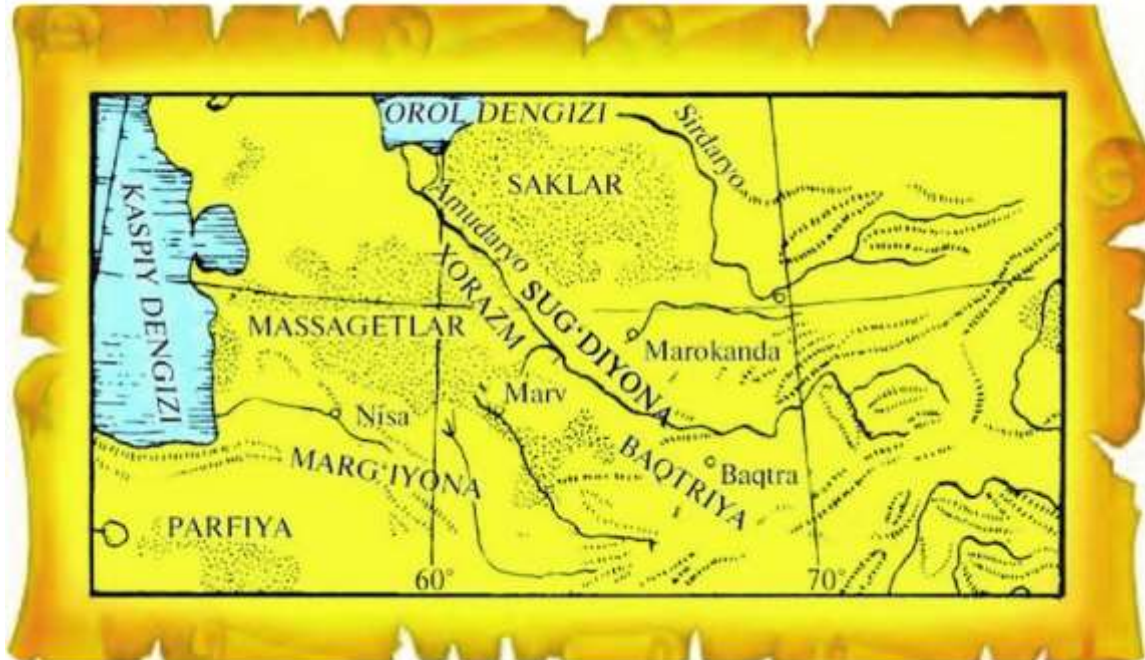 OROL DENGIZI
Sirdaryo
KASPIY DENGIZI
SAKLAR
Amudaryo
XORAZM
SUG‘DIYONA
MASSAGETLAR
Marokanda
Marv
Nisa
MARG‘IYONA
BAQTRIYA
Baqtra
PARFIYA
60°
70°